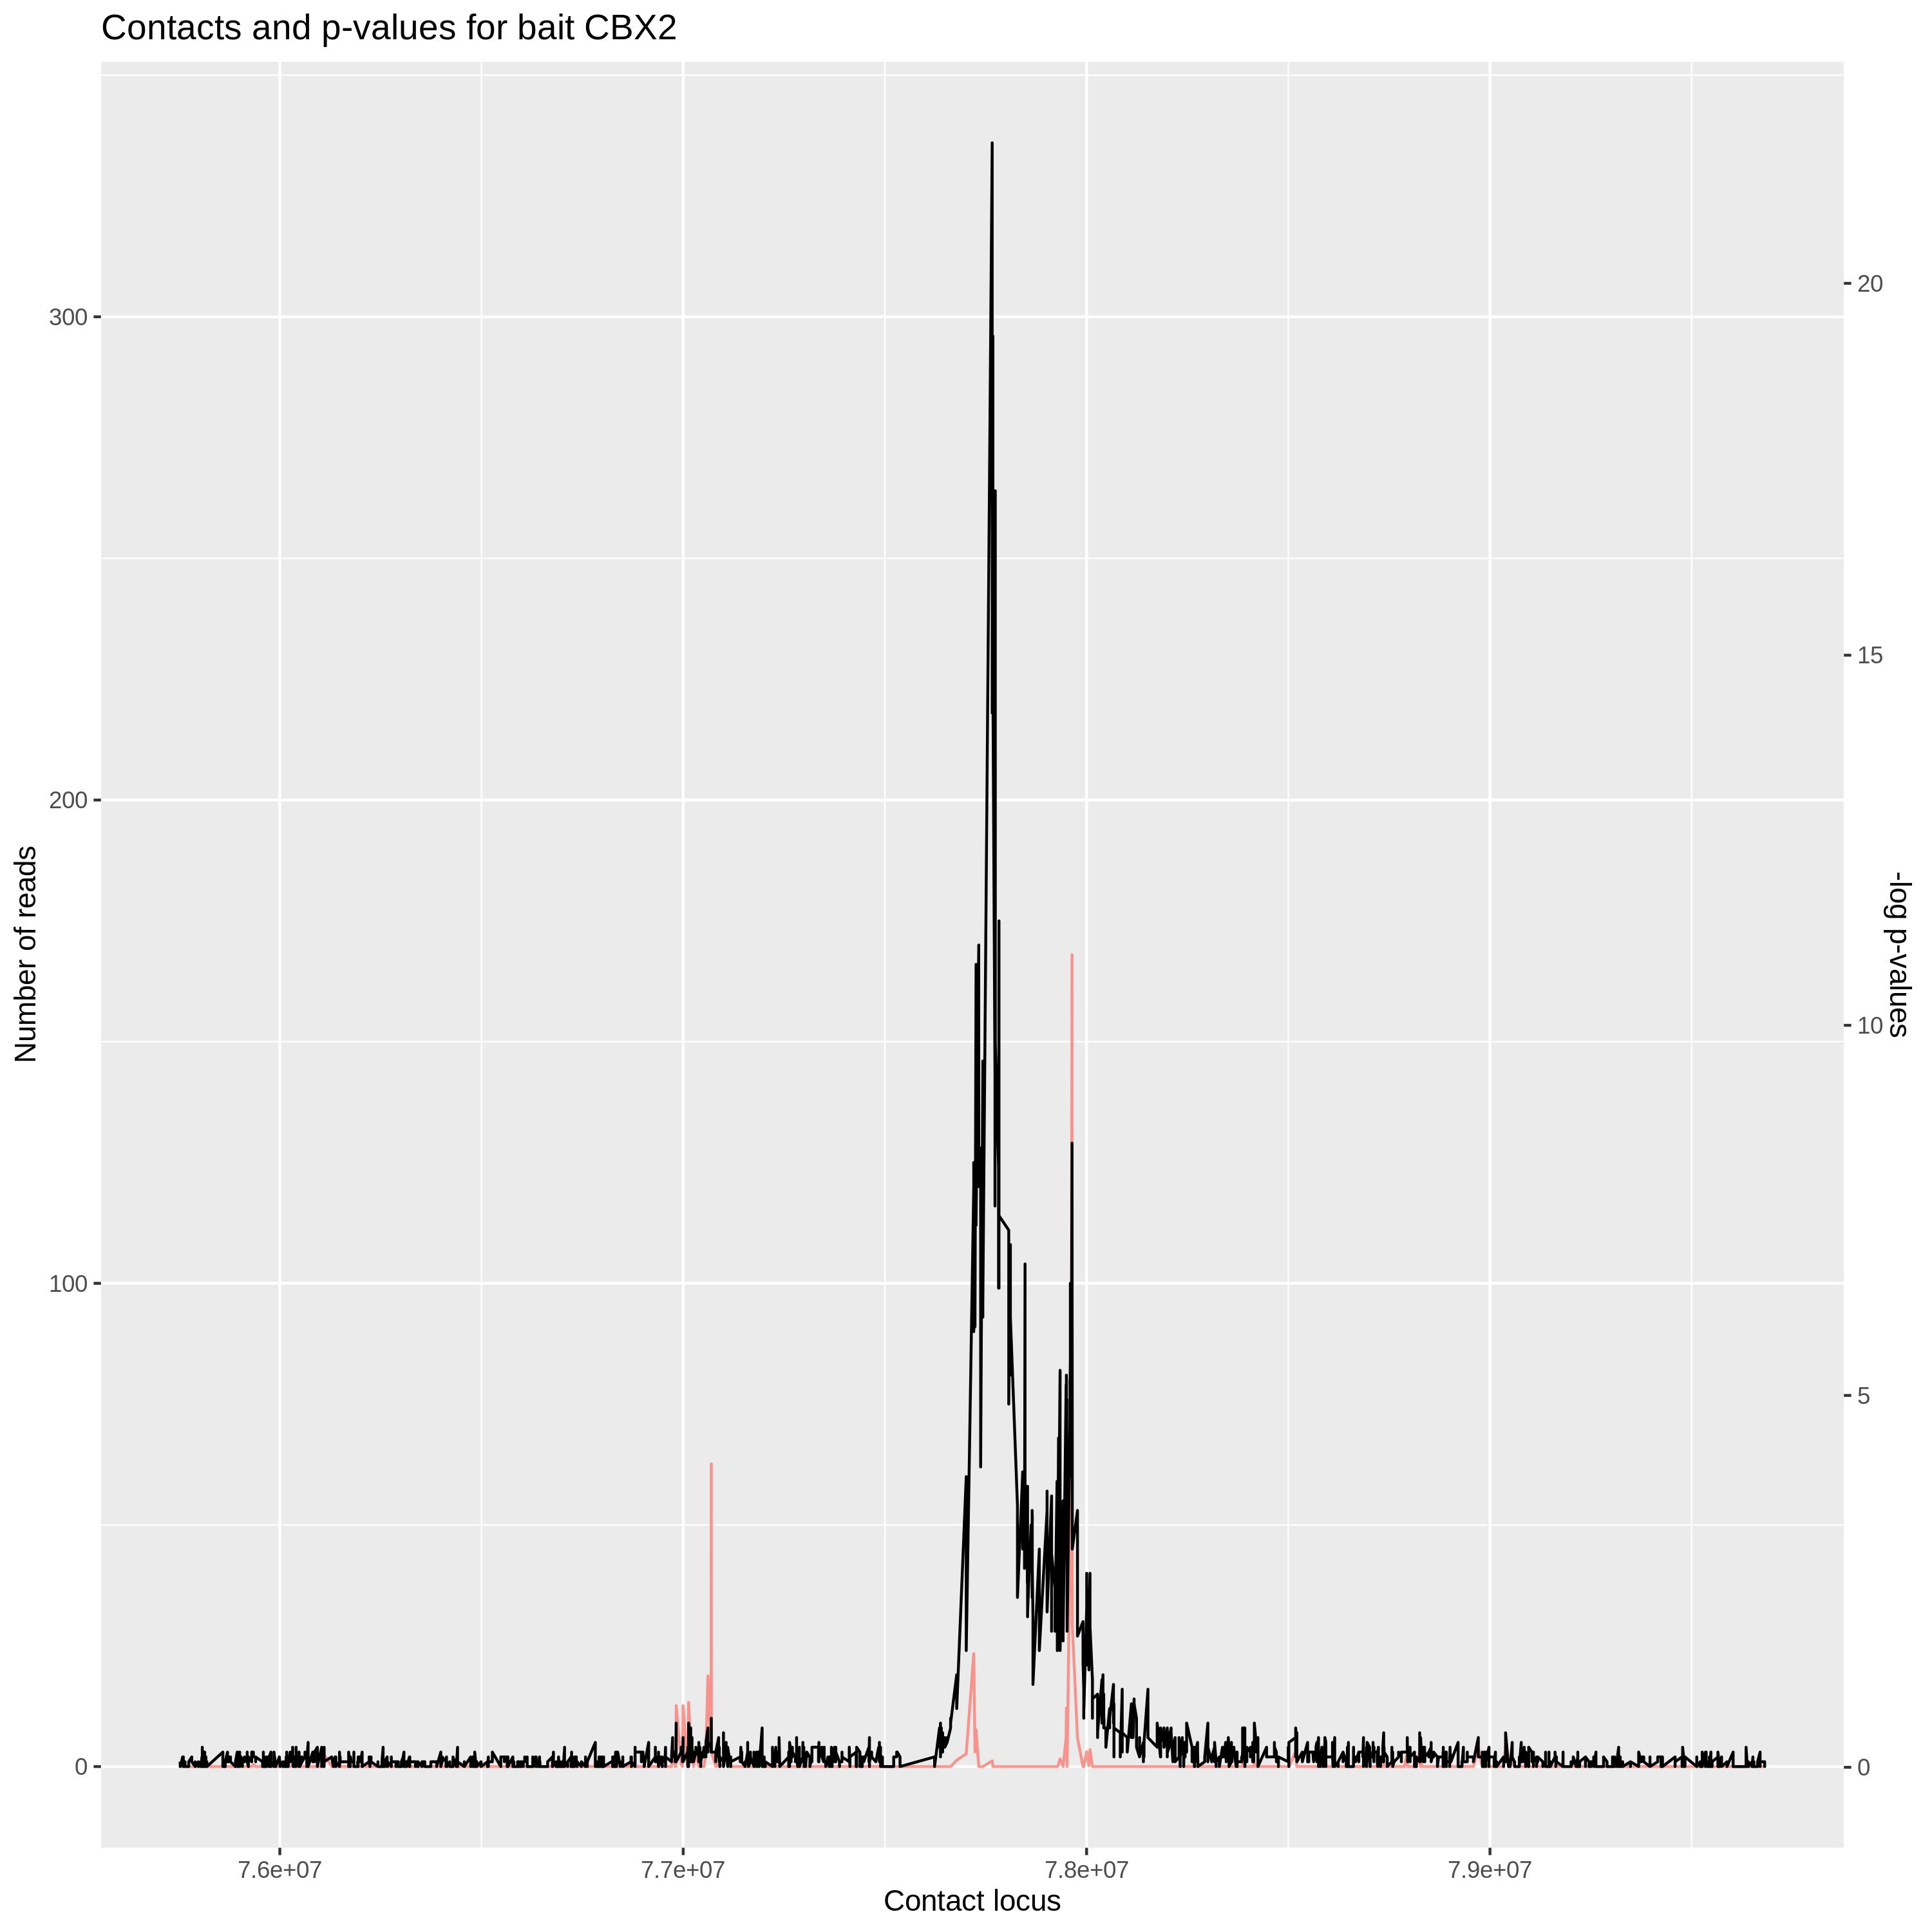 Contacts and p-values for bait CBX2
300
200
100
0
Number of reads
20
15
10
5
0
-log p-values
7.6e+07
7.7e+07
7.8e+07
7.9e+07
Contact locus